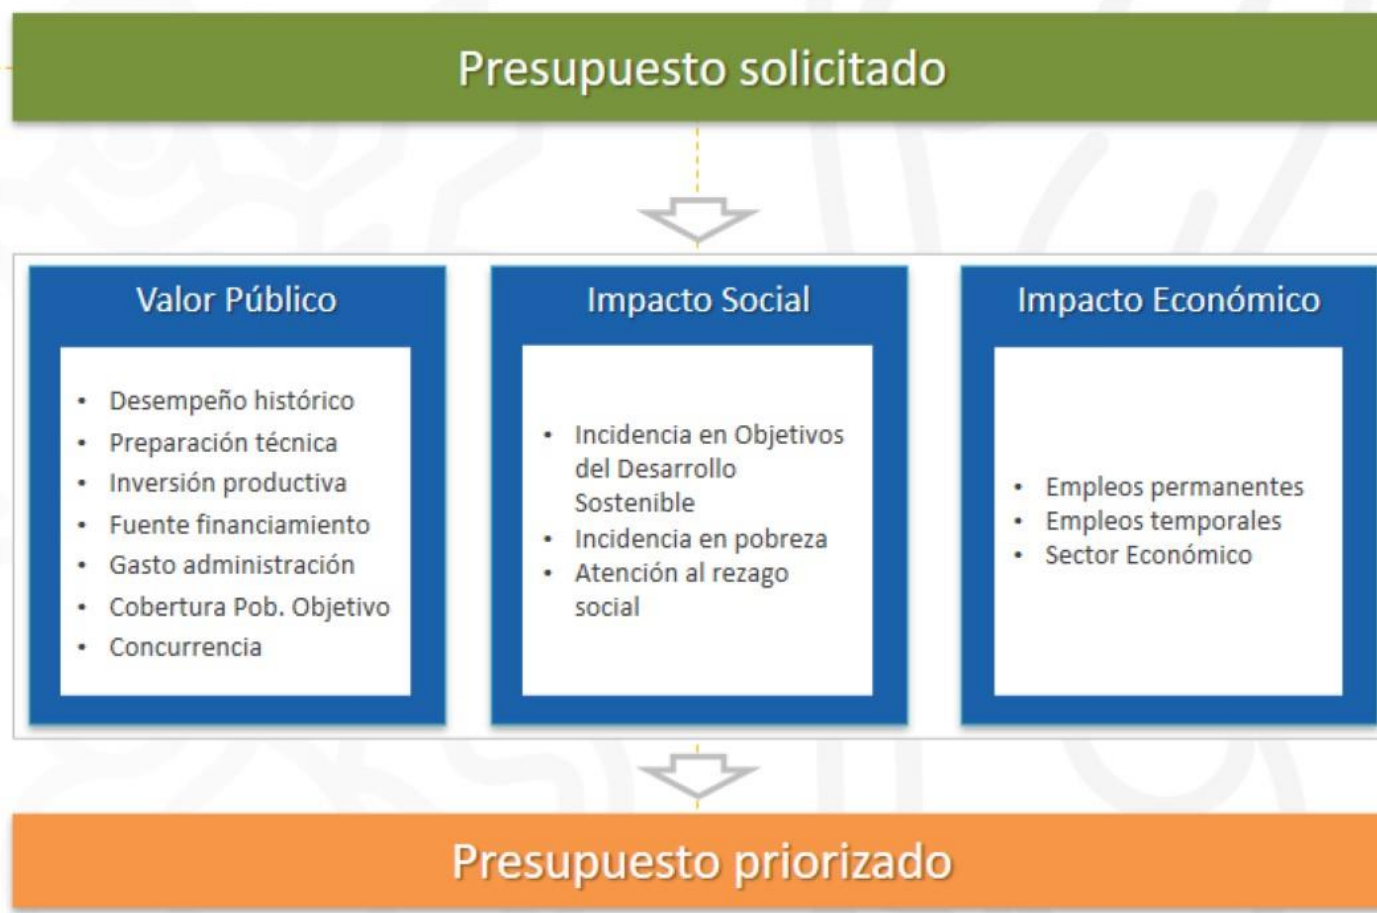 Presupuesto solicitado
Valor Público
• Desempeño histórico
• Preparación técnica
• Inversión productiva
• Fuente financiamiento
• Gasto administración
• Cobertura Pob. Objetivo
• Concurrencia
Impacto Social
• Incidencia en Objetivos
del Desarrollo
Sostenible
• Incidencia en pobreza
• Atención al rezago
social
Impacto Económico
• Empleos permanentes
• Empleos temporales
• Sector Económico
Presupuesto priorizado